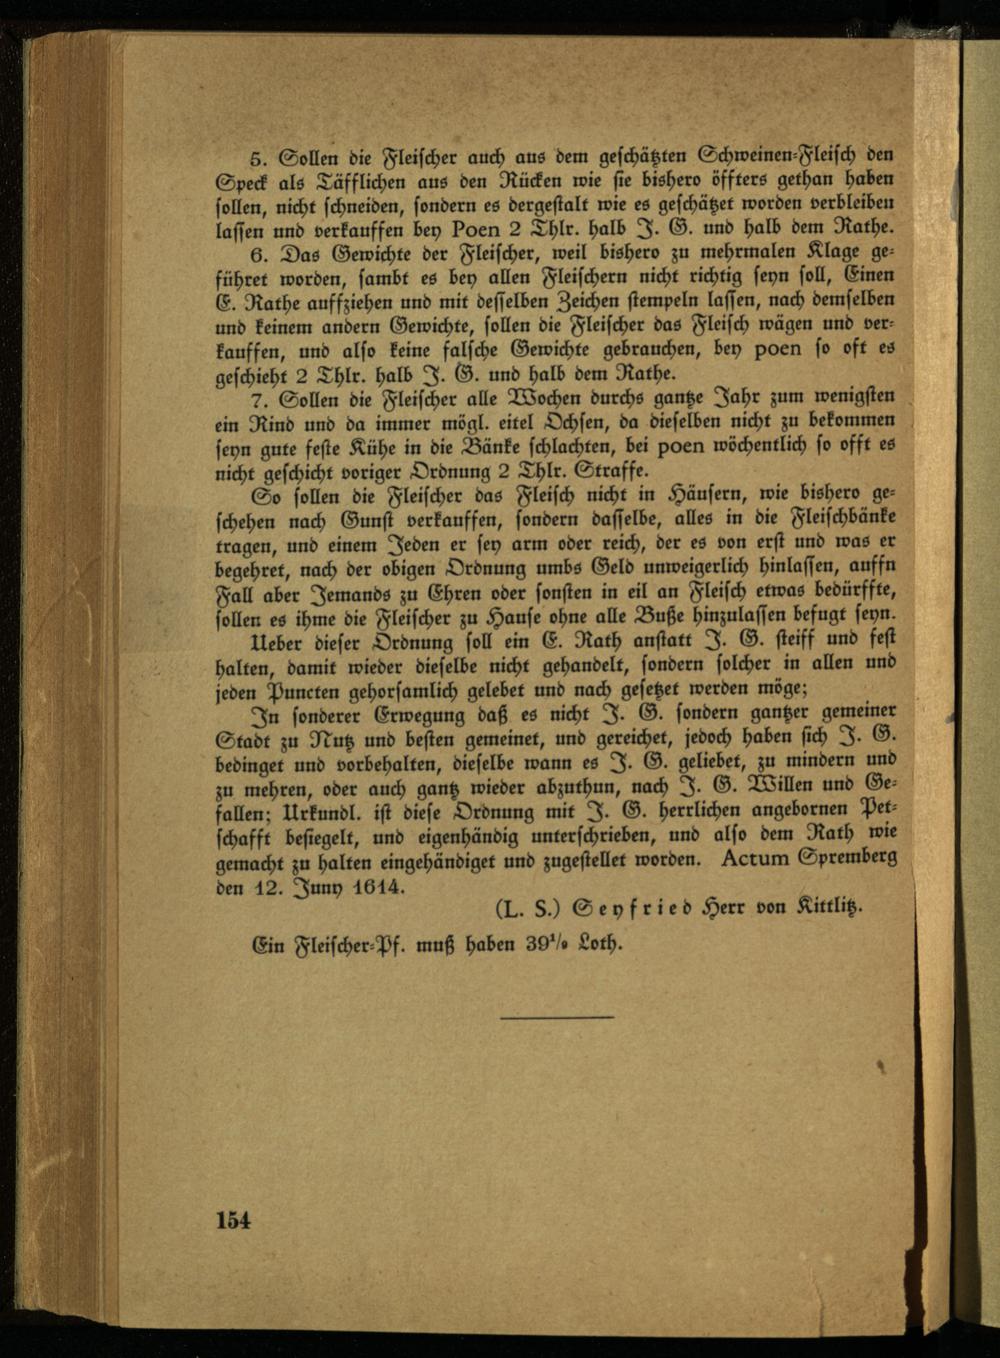 5. Sollen die Fleischer auch aus dem geschätzten Schweinen-Fleisch den
Speck als Täfflichen aus den Rücken wie sie bishero öffters gethan haben
sollen, nicht schneiden, sondern es dergestalt wie es geschätzet worden verbleiben
lassen und verkauffen bey Poen 2 Thlr. halb J. G. und halb dem Rathe.
6. Das Gewichte der Fleischer, weil bishero zu mehrmalen Klage ge-
führet worden, sambt es bey allen Fleischern nicht richtig seyn soll, Einen
E. Rathe auffziehen und mit desselben Zeichen stempeln lassen, nach demselben
und keinem andern Gewichte, sollen die Fleischer das Fleisch wägen und ver-
kauffen, und also keine falsche Gewichte gebrauchen, bey poen so oft es
geschieht 2 Thlr. halb J. G. und halb dem Rathe.
7. Sollen die Fleischer alle Wochen durchs gantze Jahr zum wenigsten
ein Rind und da immer mögl. eitel Ochsen, da dieselben nicht zu bekommen
seyn gute feste Kühe in die Bänke schlachten, bei poen wöchentlich so offt es
nicht geschicht voriger Ordnung 2 Thlr. Straffe.
So sollen die Fleischer das Fleisch nicht in Häusern, wie bishero ge-
schehen nach Gunst verkauffen, sondern dasselbe, alles in die Fleischbänke
tragen, und einem Jeden er sey arm oder reich, der es von erst und was er
begehret, nach der obigen Ordnung umbs Geld unweigerlich hinlassen, auffn
Fall aber Jemands zu Ehren oder sonsten in eil an Fleisch etwas bedürffte,
sollen es ihme die Fleischer zu Hause ohne alle Buße hinzulassen befugt seyn.
Ueber dieser Ordnung soll ein E. Rath anstatt J. G. steiff und fest
halten, damit wieder dieselbe nicht gehandelt, sondern solcher in allen und
jeden Puncten gehorsamlich gelebet und nach gesetzet werden möge;
In sonderer Erwegung daß es nicht J. G. sondern gantzer gemeiner
Stadt zu Nutz und besten gemeinet, und gereichet, jedoch haben sich J. G.
bedinget und vorbehalten, dieselbe wann es J. G. geliebet, zu mindern und
zu mehren, oder auch gantz wieder abzuthun, nach J. G. Willen und Ge-
fallen; Urkundl. ist diese Ordnung mit J. G. herrlichen angebornen Pet-
schafft besiegelt, und eigenhändig unterschrieben, und also dem Rath wie
gemacht zu halten eingehändiget und zugestellet worden. Actum Spremberg
den 12. Juny 1614.
(L. S.) Seyfried Herr von Kittlitz.
Ein Fleischer-Pf. muß haben Loth.
154